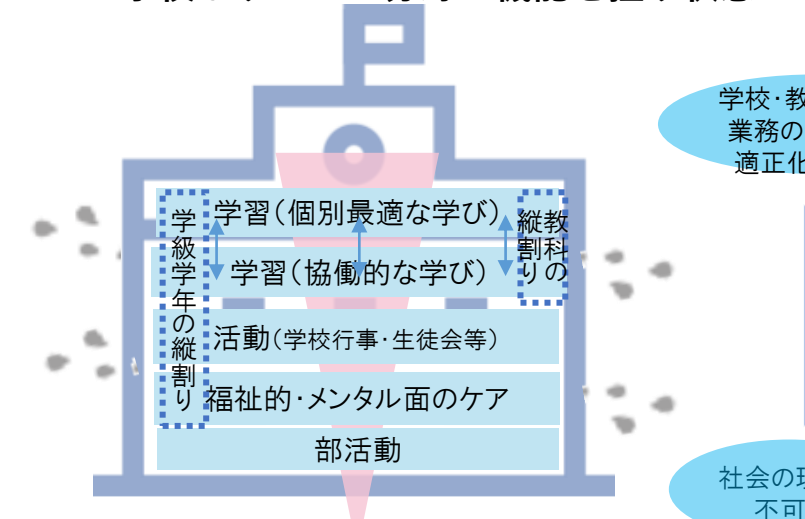 学習(個別最適な学び)
学習(協働的な学び)
活動(学校行事・生徒会等)
福祉的・メンタル面のケア
部活動
学級学年の縦割り
教科の
縦割り
学校・教
業務の
適正化
社会の
不可